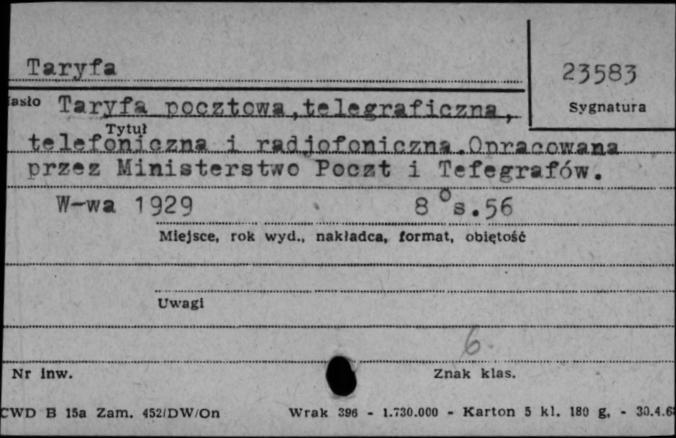 Taryfa
23583
Sygnatura
asło Taryfa pocztowa,telegraficzna,
Tytuł
telefoniczna i radjofoniczna.Opracowana
przez Ministerstwo Poczt i Tefegrafów.
W-wa 1929 8° s.56
Miejsce, rok wyd., nakładca, format, objętość
Uwagi
6.
Nr inw. Znak klas.
CWD B 15a Zam. 452/DW/On Wrak 396 - 1.730.000 - Karton 5 kl. 180 g. - 30.4.6